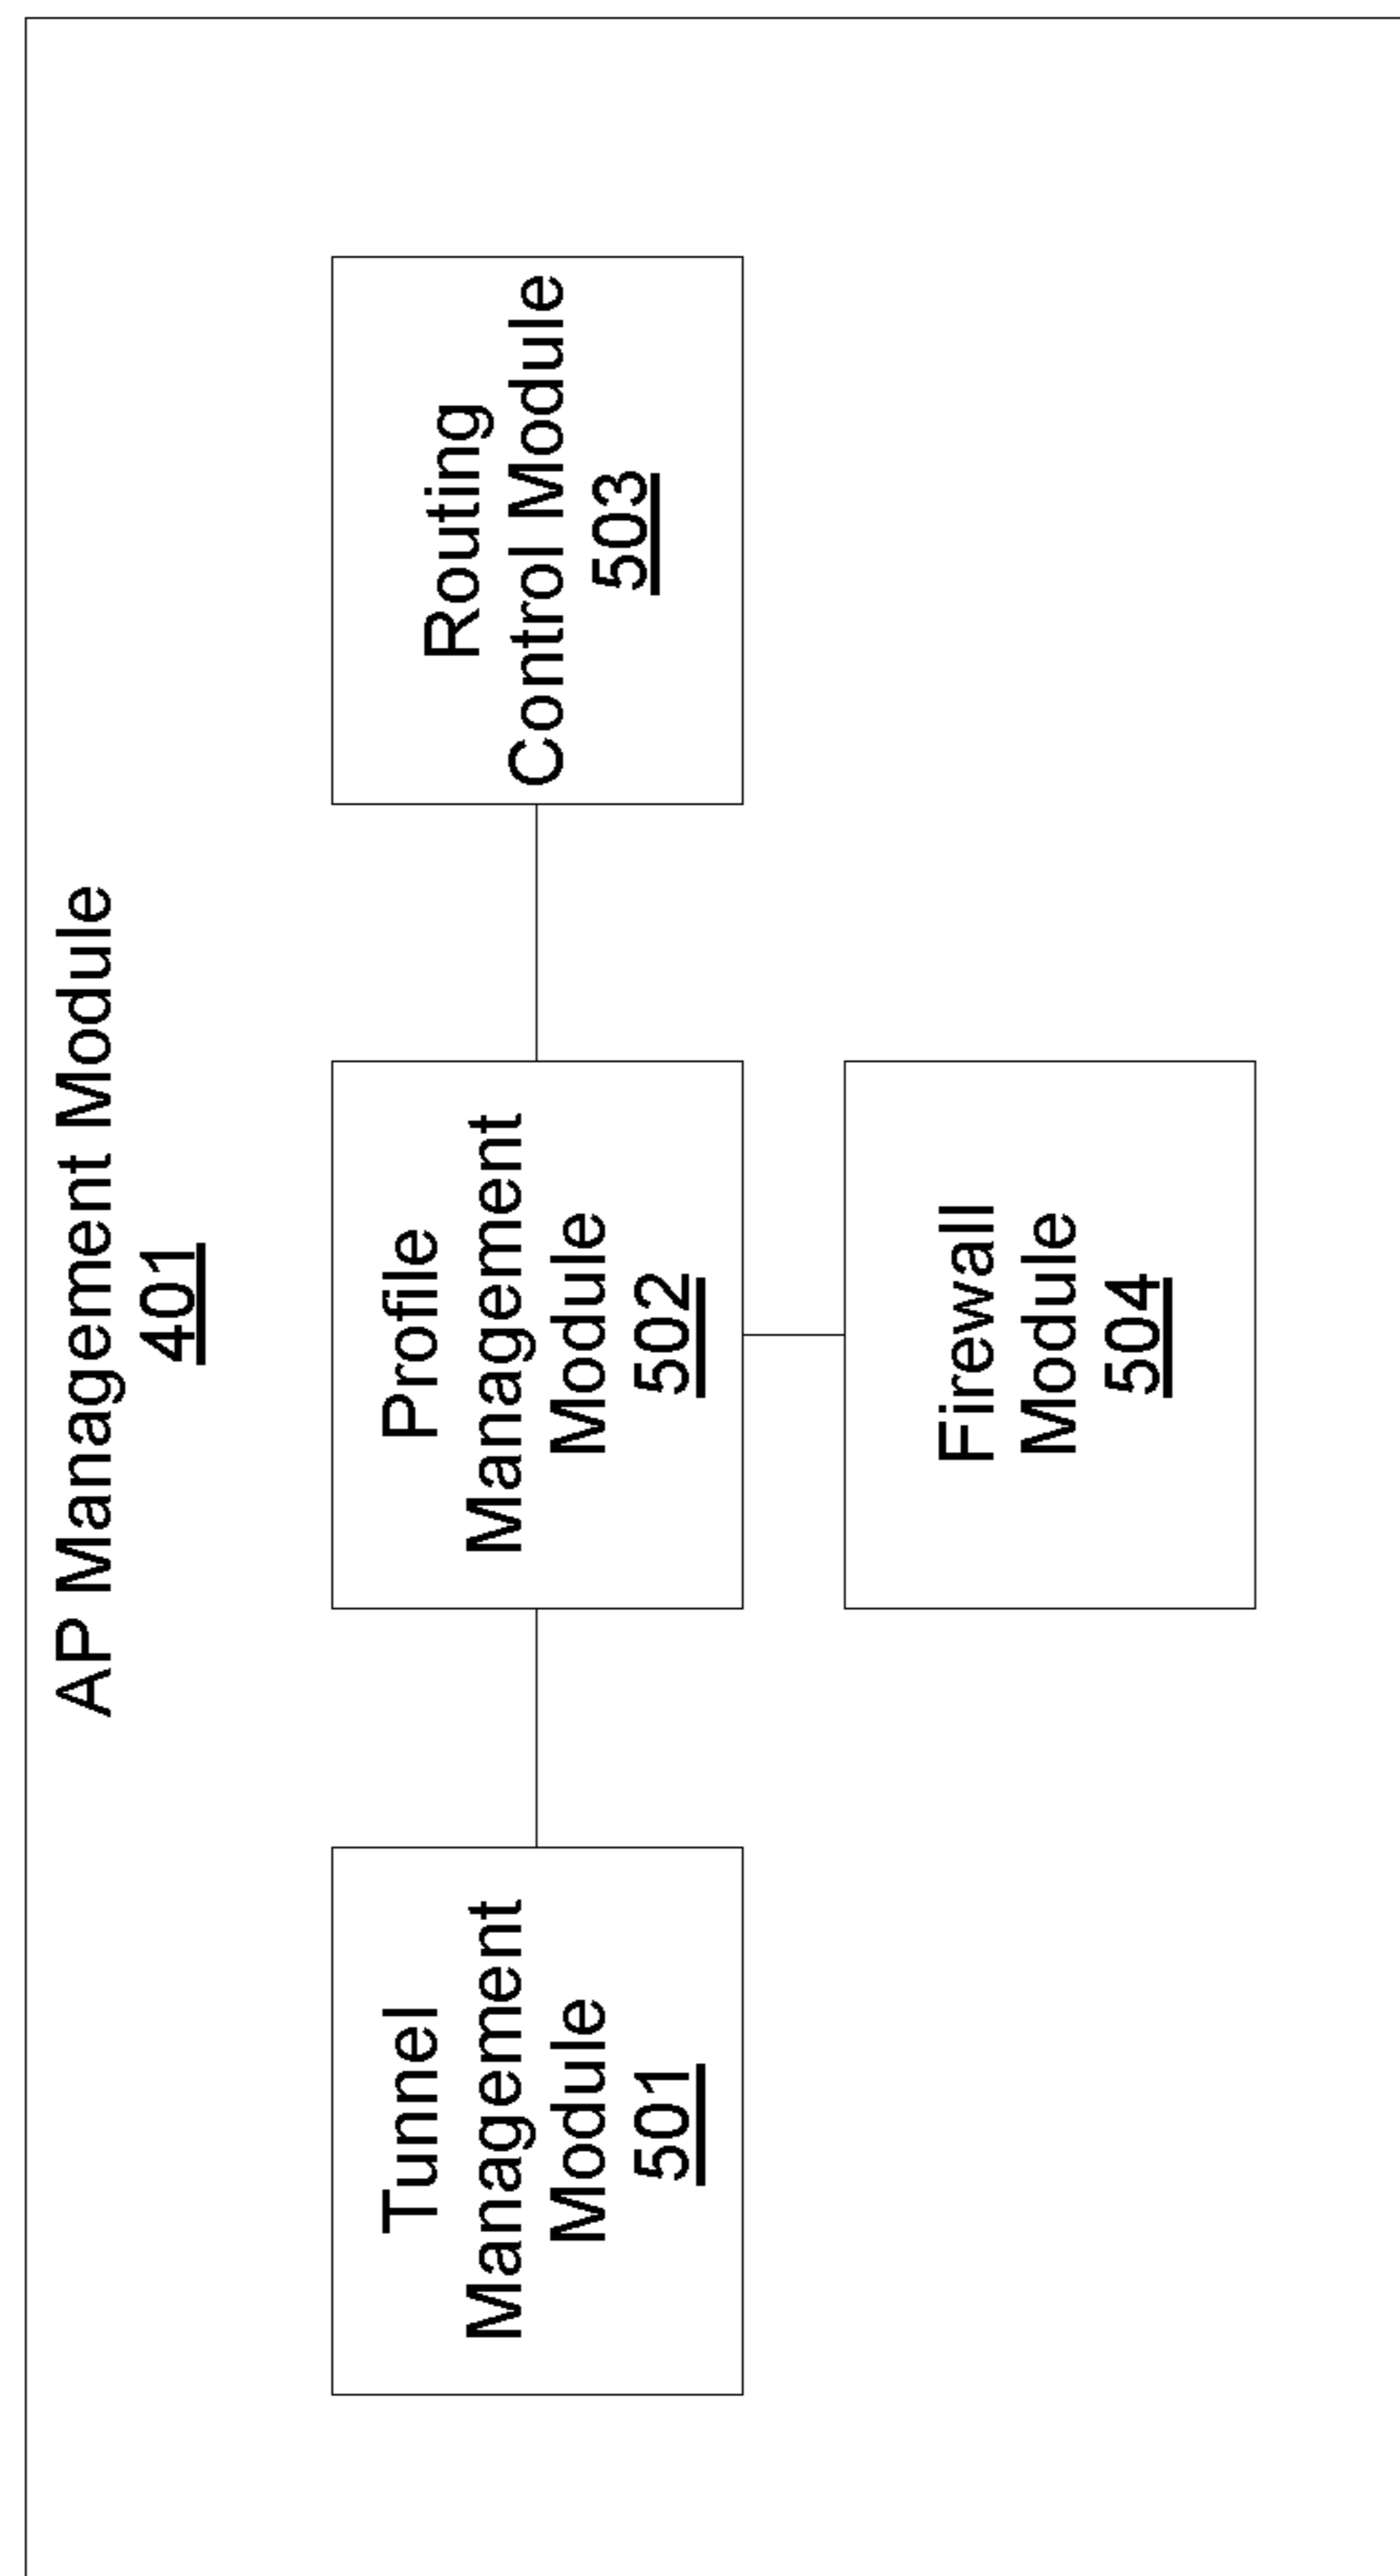 AP Management Module
401
Tunnel
Management
Module
501
Profile
Management
Module
502
Routing
Control Module
503
Firewall
Module
504